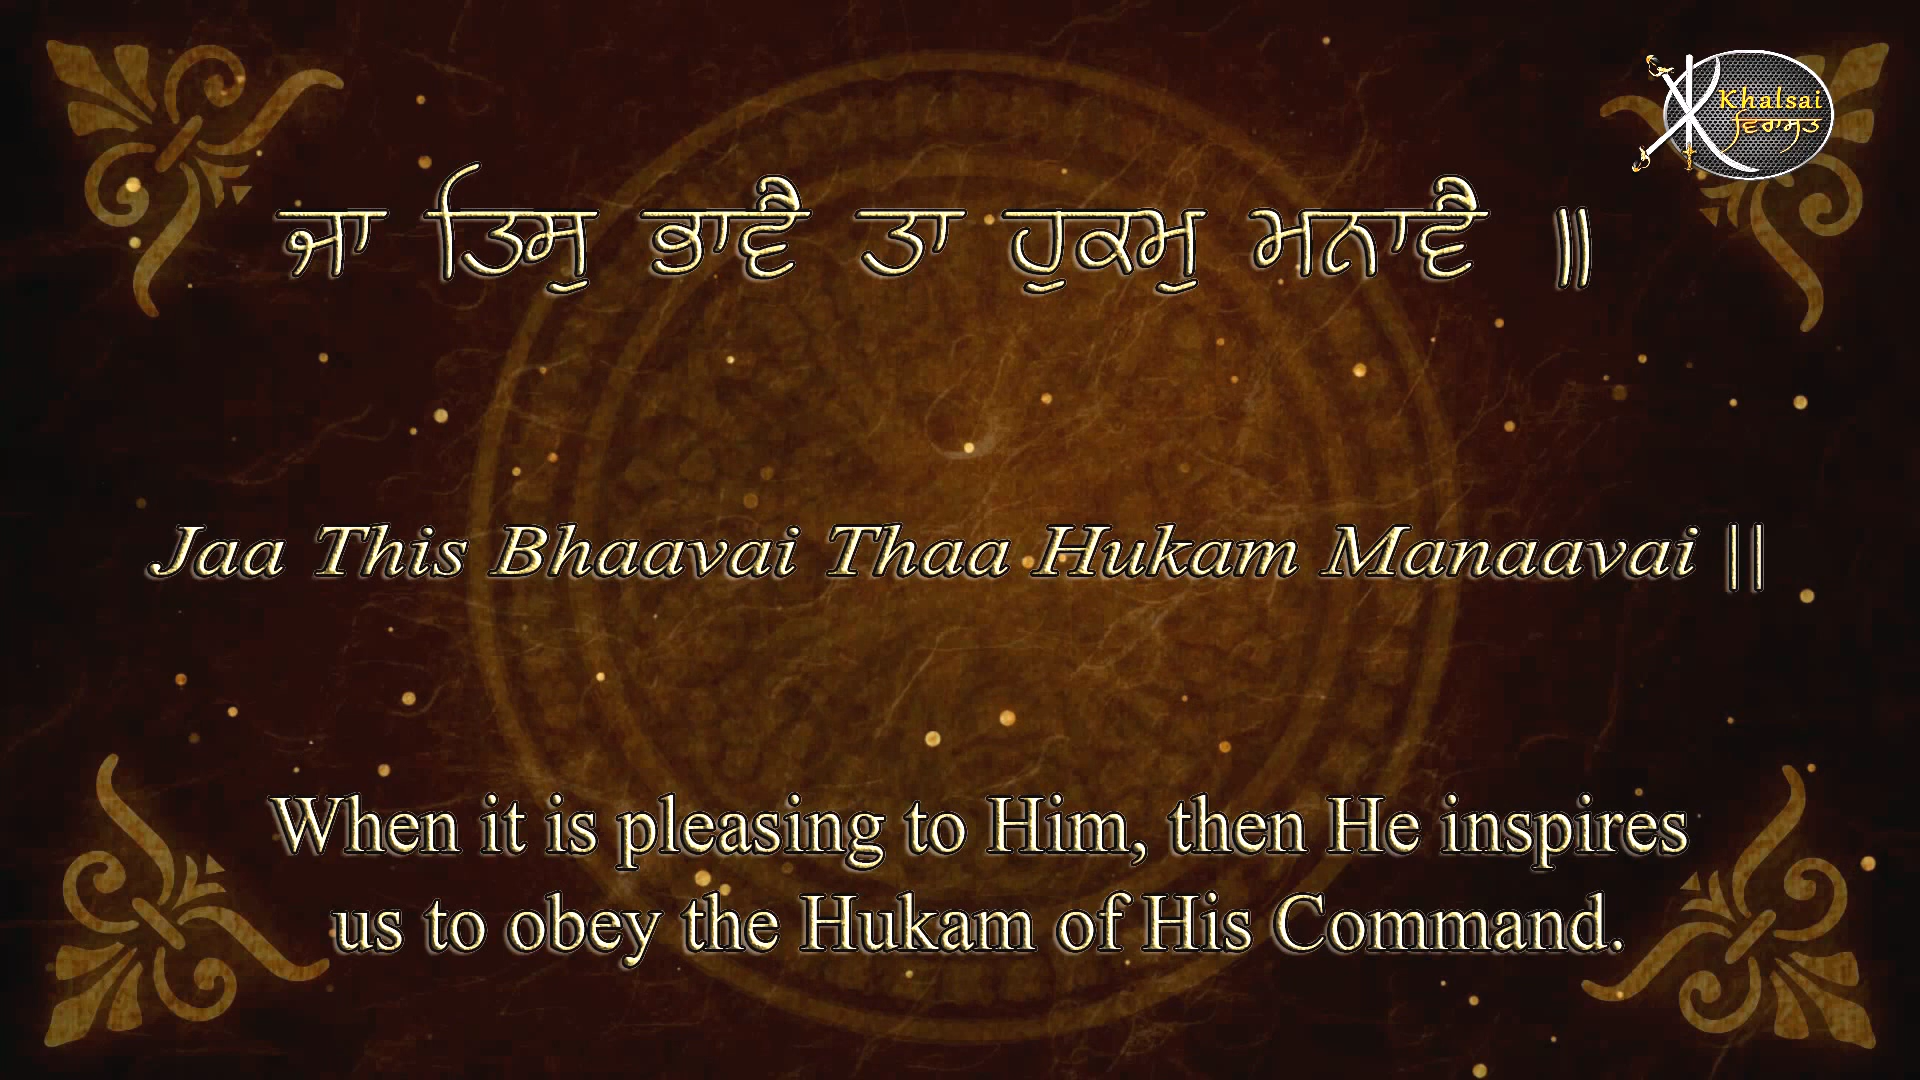 Khalsai
ਵਿਰਾਸਤ
ਜਾ ਤਿਸੁ ਭਾਵੈ ਤਾ ਹੁਕਮੁ ਮਨਾਵੈ ॥
Jaa This Bhaavai Thaa Hukam Manaavai ||
When it is pleasing to Him, then He inspires
us to obey the Hukam of His Command.